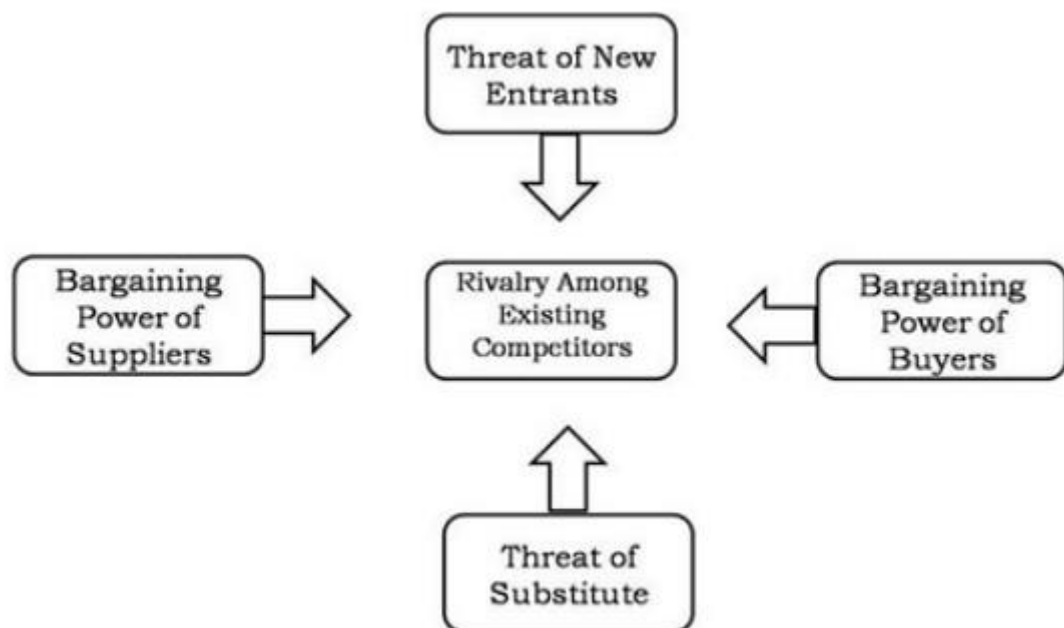 Threat of New
Entrants
Bargaining
Power of
Suppliers
Rivalry Among
Existing
Competitors
Bargaining
Power of
Buyers
Threat of
Substitute